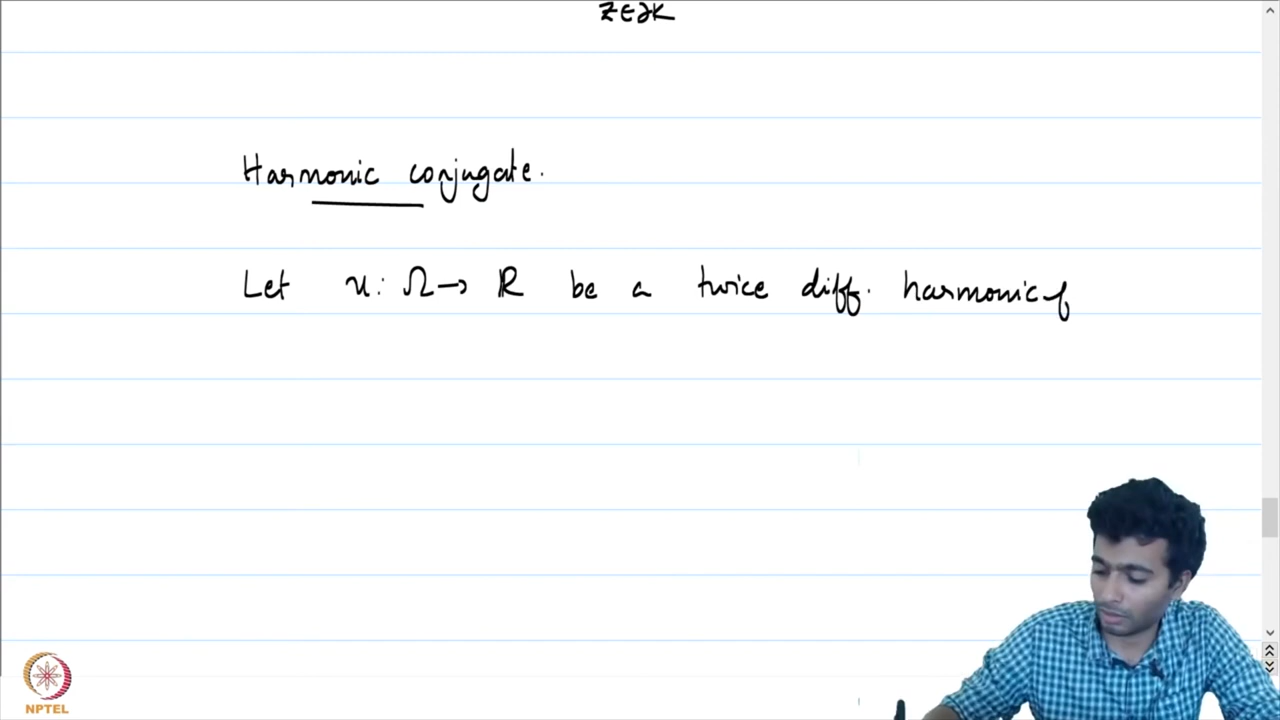 z∈∂K
Harmonic conjugate.
Let u: Ω→ ℝ be a twice diff. harmonic f
NPTEL